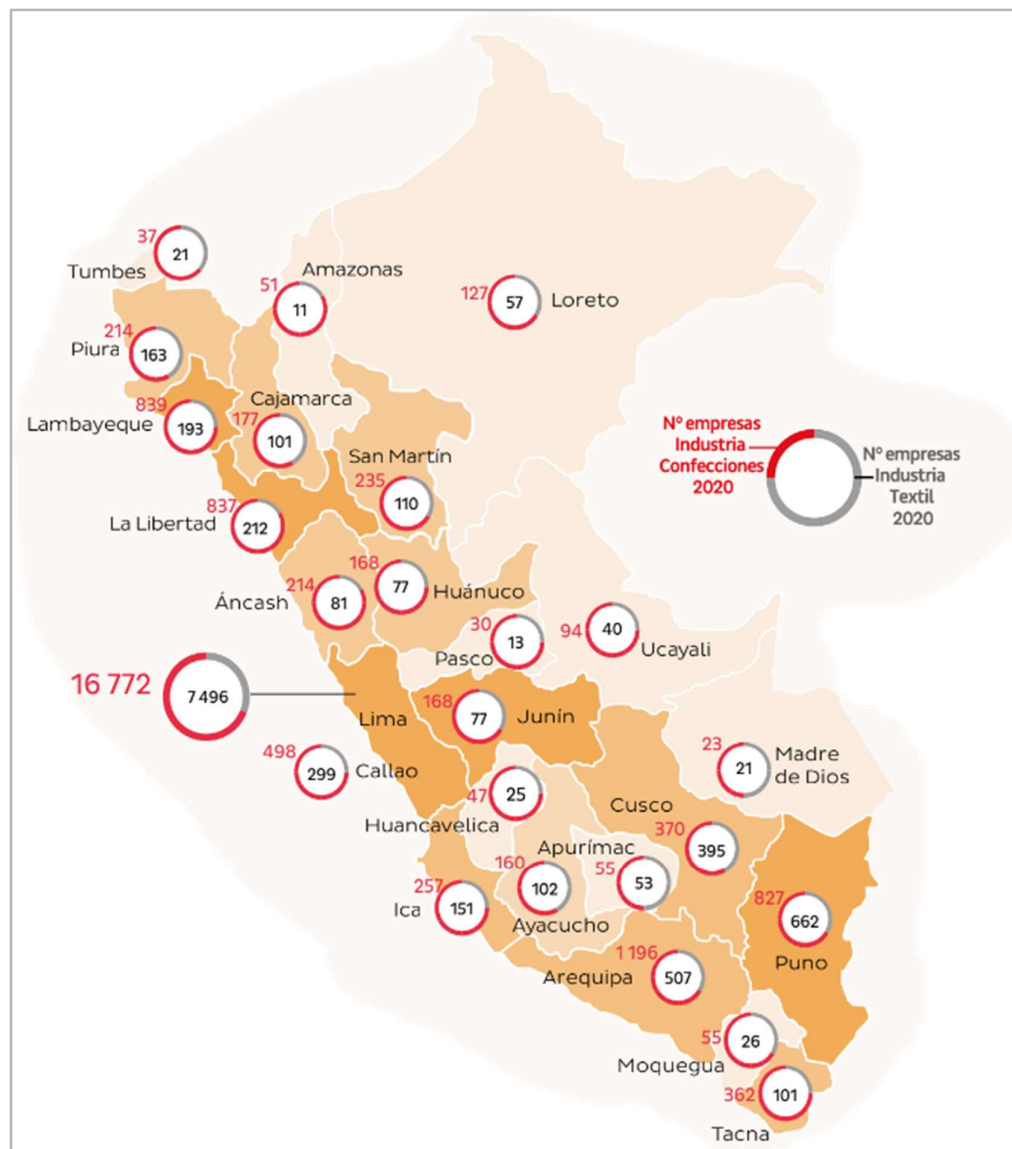 37
21
Tumbes
51
Amazonas
11
127
57
Loreto
214
Piura
163
839
Lambayeque
193
Cajamarca
177
101
San Martín
235
110
837
La Libertad
212
Nº empresas
Industria
Confecciones
2020
Nº empresas
Industria
Textil
2020
214
Áncash
81
168
77
Huánuco
30
Pasco
13
94
40
Ucayali
16 772
7 496
Lima
168
77
Junín
498
299
Callao
23
21
Madre
de Dios
47
25
Huancavelica
Cusco
370
395
Apurímac
55
53
160
102
Ayacucho
257
Ica
151
827
662
Puno
1 196
Arequipa
507
55
26
Moquegua
362
101
Tacna